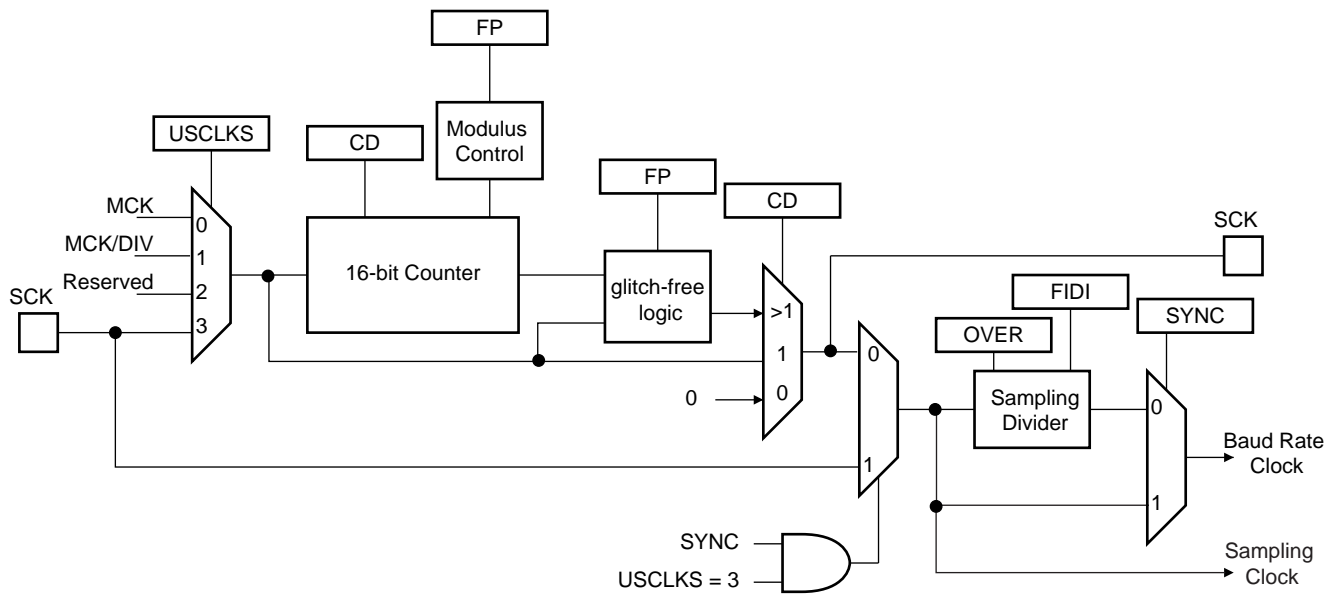 FP
Modulus
Control
USCLKS
CD
FP
CD
MCK
0
MCK/DIV
1
Reserved
2
SCK
3
16-bit Counter
glitch-free
logic
>1
1
0
0
SCK
FIDI
OVER
SYNC
0
1
Sampling
Divider
0
1
Baud Rate
Clock
SYNC
USCLKS = 3
Sampling
Clock